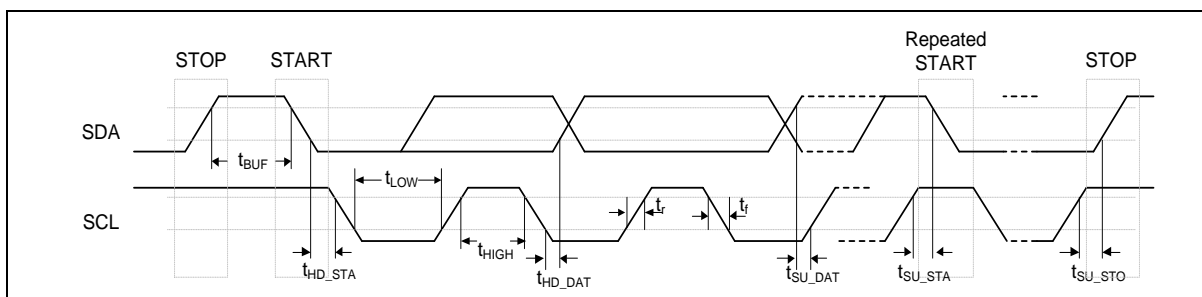 Repeated
STOP START START STOP
SDA
tBUF
tLOW
SCL
tr tf
tHIGH
tHD_STA tHD_DAT tSU_DAT tSU_STA tSU_STO